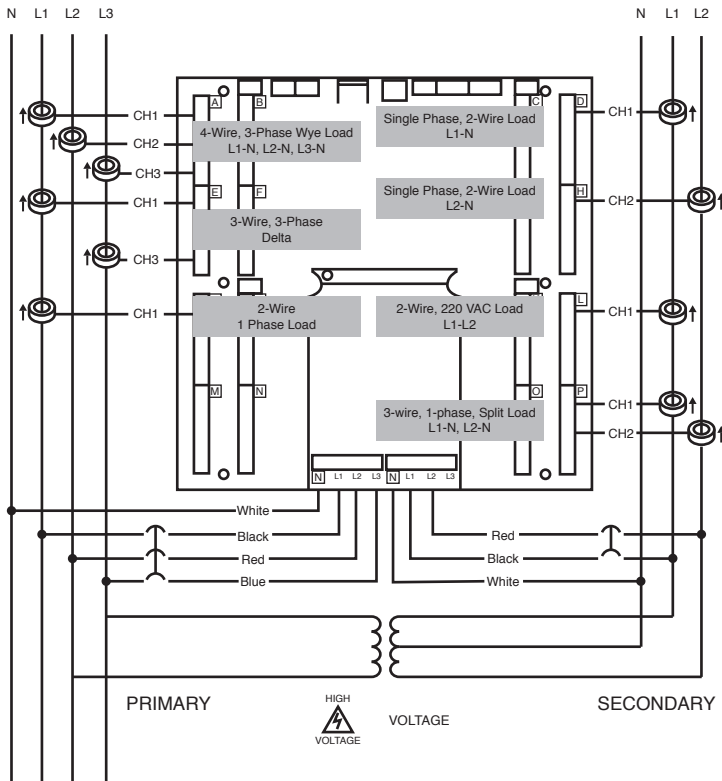 N L1 L2 L3
N L1 L2
A
B
C
D
CH1
CH2
CH3
4-Wire, 3-Phase Wye Load
L1-N, L2-N, L3-N
Single Phase, 2-Wire Load
L1-N
CH1
E
F
H
CH1
CH3
3-Wire, 3-Phase
Delta
Single Phase, 2-Wire Load
L2-N
CH2
CH1
2-Wire
1 Phase Load
2-Wire, 220 VAC Load
L1-L2
L
CH1
M
N
O
P
3-wire, 1-phase, Split Load
L1-N, L2-N
CH1
CH2
N L1 L2 L3 N L1 L2 L3
White
Black
Red
Blue
Red
Black
White
PRIMARY
HIGH
VOLTAGE
VOLTAGE
SECONDARY